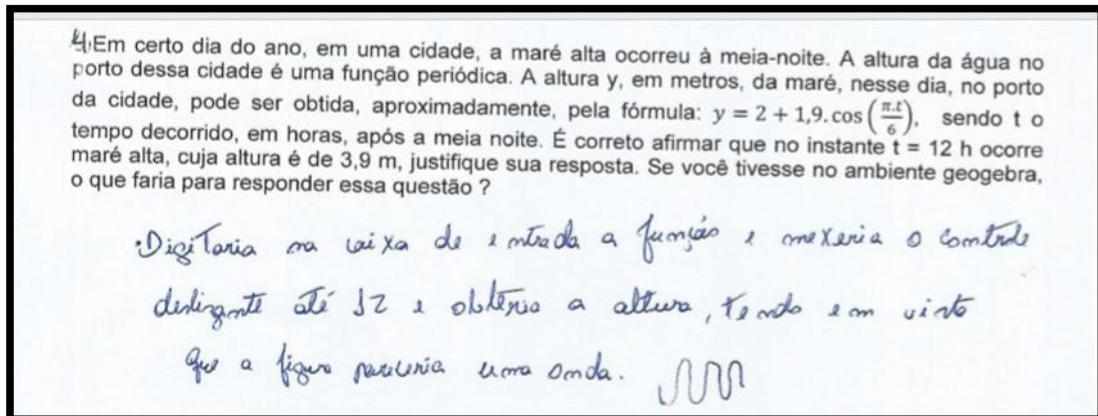 4) Em certo dia do ano, em uma cidade, a maré alta ocorreu à meia-noite. A altura da água no
porto dessa cidade é uma função periódica. A altura y, em metros, da maré, nesse dia, no porto
da cidade, pode ser obtida, aproximadamente, pela fórmula: y = 2 + 1,9. cos (π.t/6), sendo t o
tempo decorrido, em horas, após a meia noite. É correto afirmar que no instante t = 12 h ocorre
maré alta, cuja altura é de 3,9 m, justifique sua resposta. Se você tivesse no ambiente geogebra,
o que faria para responder essa questão ?
Digitaria na caixa de entrada a função e mexeria o controle
deslizante até 12 e obteria a altura, tendo em vista
que a figura pareceria uma onda.